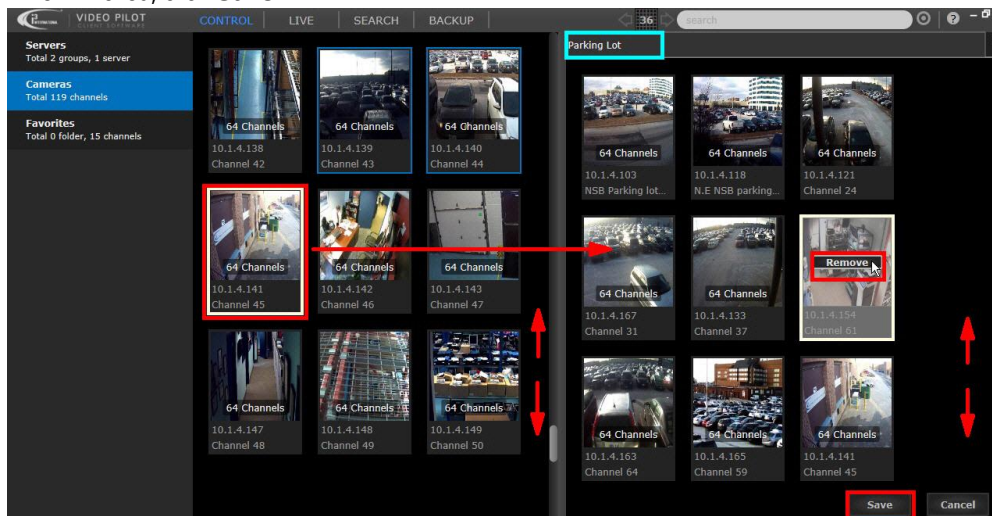 VIDEO PILOT
CLIENT SOFTWARE
CONTROL
LIVE
SEARCH
BACKUP
36
search
Servers
Total 2 groups, 1 server
Cameras
Total 119 channels
Favorites
Total 0 folder, 15 channels
64 Channels
10.1.4.138
Channel 42
64 Channels
10.1.4.139
Channel 43
64 Channels
10.1.4.140
Channel 44
64 Channels
10.1.4.141
Channel 45
64 Channels
10.1.4.142
Channel 46
64 Channels
10.1.4.143
Channel 47
64 Channels
10.1.4.147
Channel 48
64 Channels
10.1.4.148
Channel 49
64 Channels
10.1.4.149
Channel 50
Parking Lot
64 Channels
10.1.4.103
NSB Parking lot...
64 Channels
10.1.4.118
N.E NSB parking...
64 Channels
10.1.4.121
Channel 24
64 Channels
10.1.4.167
Channel 31
64 Channels
10.1.4.133
Channel 37
Remove
10.1.4.154
Channel 61
64 Channels
10.1.4.163
Channel 64
64 Channels
10.1.4.165
Channel 59
64 Channels
10.1.4.141
Channel 45
Save
Cancel